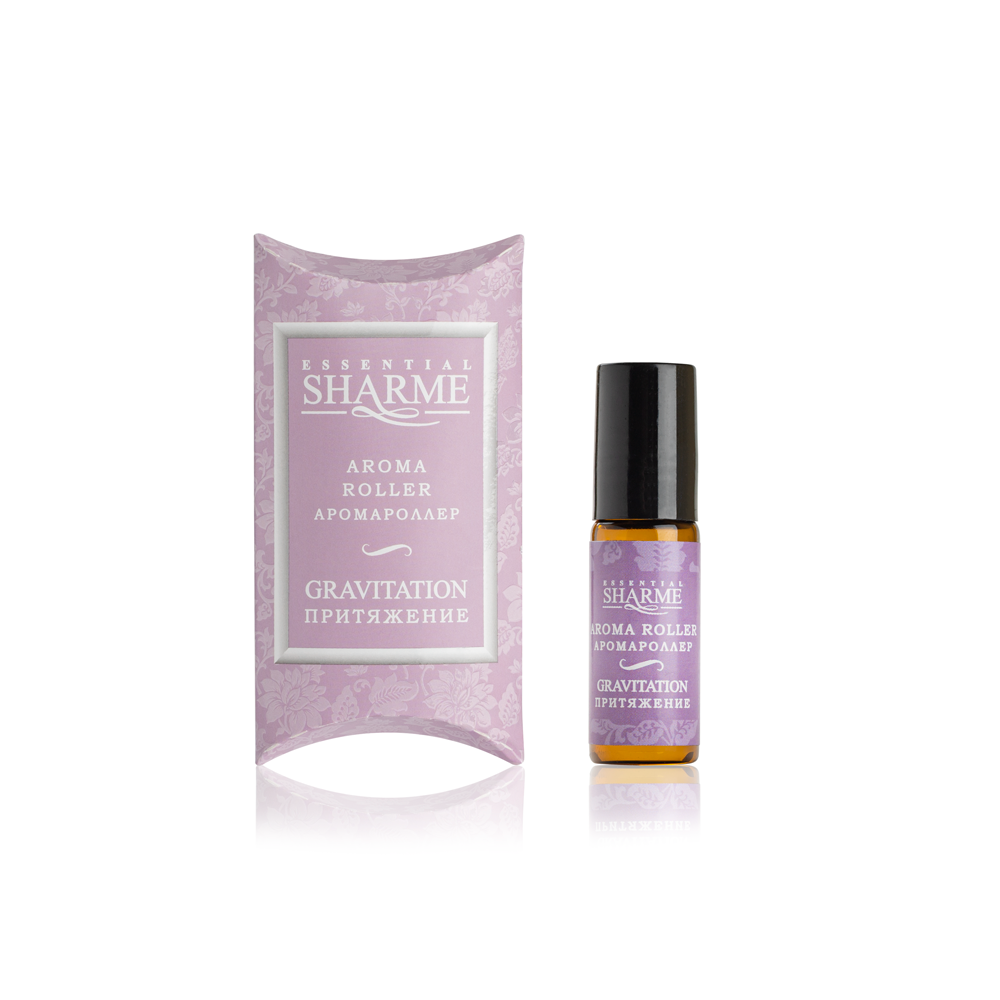 ESSENTIAL
SHARME
AROMA
ROLLER
АРОМАРОЛЛЕР
GRAVITATION
ПРИТЯЖЕНИЕ
ESSENTIAL
SHARME
AROMA ROLLER
АРОМАРОЛЛЕР
GRAVITATION
ПРИТЯЖЕНИЕ